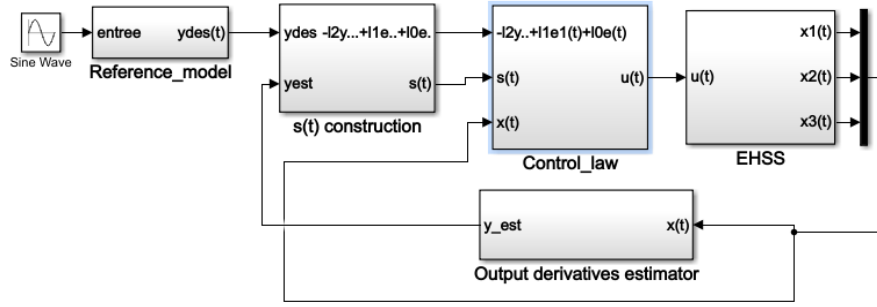 Sine Wave
entree ydes(t)
Reference_model
ydes -l2y...+l1e..+l0e.
yest s(t)
s(t) construction
-l2y..+l1e1(t)+l0e(t)
s(t) u(t)
x(t)
Control_law
u(t) x1(t)
x2(t)
x3(t)
EHSS
y_est x(t)
Output derivatives estimator